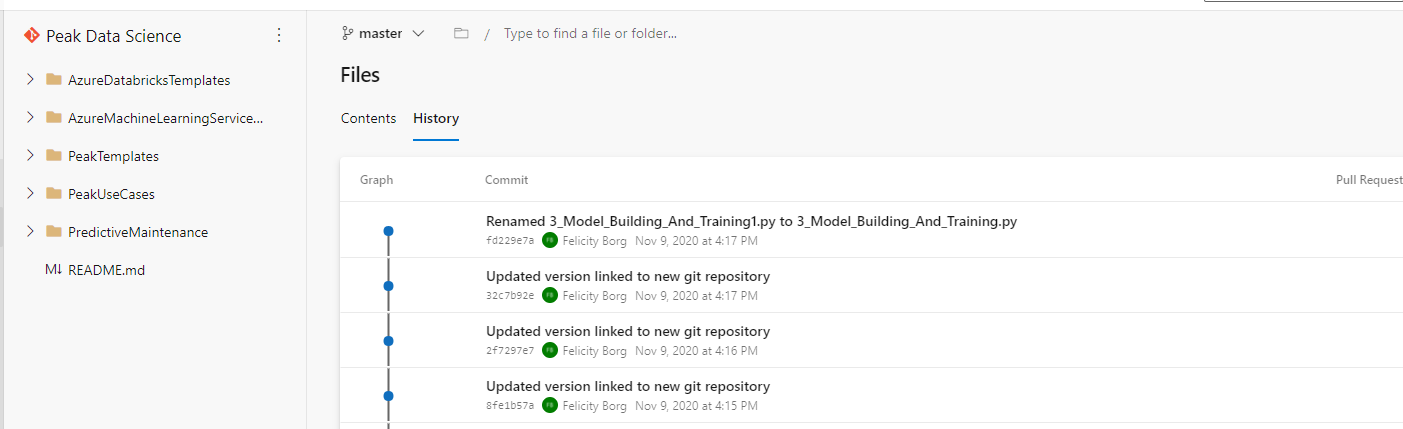 Peak Data Science
AzureDatabricksTemplates
AzureMachineLearningService...
PeakTemplates
PeakUseCases
PredictiveMaintenance
M↓ README.md
master
/ Type to find a file or folder...
Files
Contents History
Graph Commit Pull Request
Renamed 3_Model_Building_And_Training1.py to 3_Model_Building_And_Training.py
fd229e7a FB Felicity Borg Nov 9, 2020 at 4:17 PM
Updated version linked to new git repository
32c7b92e FB Felicity Borg Nov 9, 2020 at 4:17 PM
Updated version linked to new git repository
2f7297e7 FB Felicity Borg Nov 9, 2020 at 4:16 PM
Updated version linked to new git repository
8fe1b57a FB Felicity Borg Nov 9, 2020 at 4:15 PM